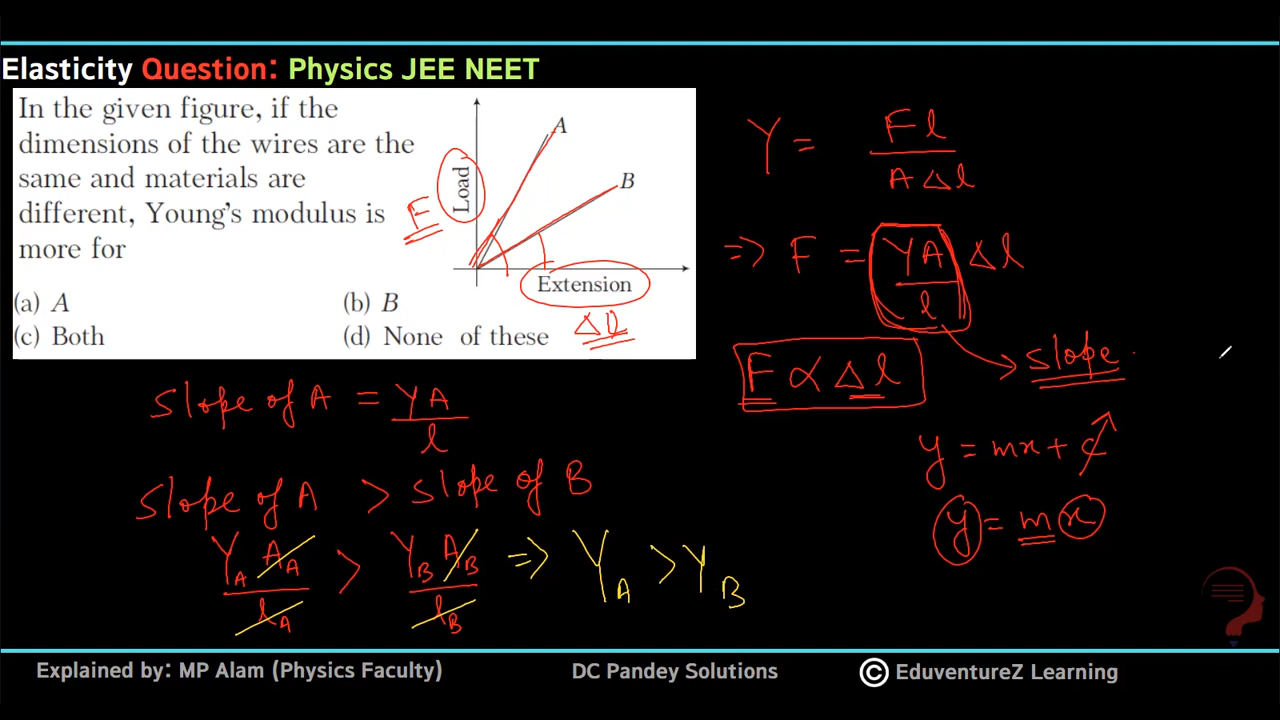 Elasticity Question: Physics JEE NEET
In the given figure, if the
dimensions of the wires are the
same and materials are
different, Young's modulus is
more for
(a) A
(b) B
(c) Both
(d) None of these
A
B
Load
F
Extension
Δl
Y = Fl / AΔl
⇒ F = YA/l Δl
F ∝ Δl
slope
y = mx + c
y = mx
Slope of A = YA/l
Slope of A > slope of B
Y_A A_A / l_A > Y_B A_B / l_B ⇒ Y_A > Y_B
Explained by: MP Alam (Physics Faculty)
DC Pandey Solutions
© EduventureZ Learning